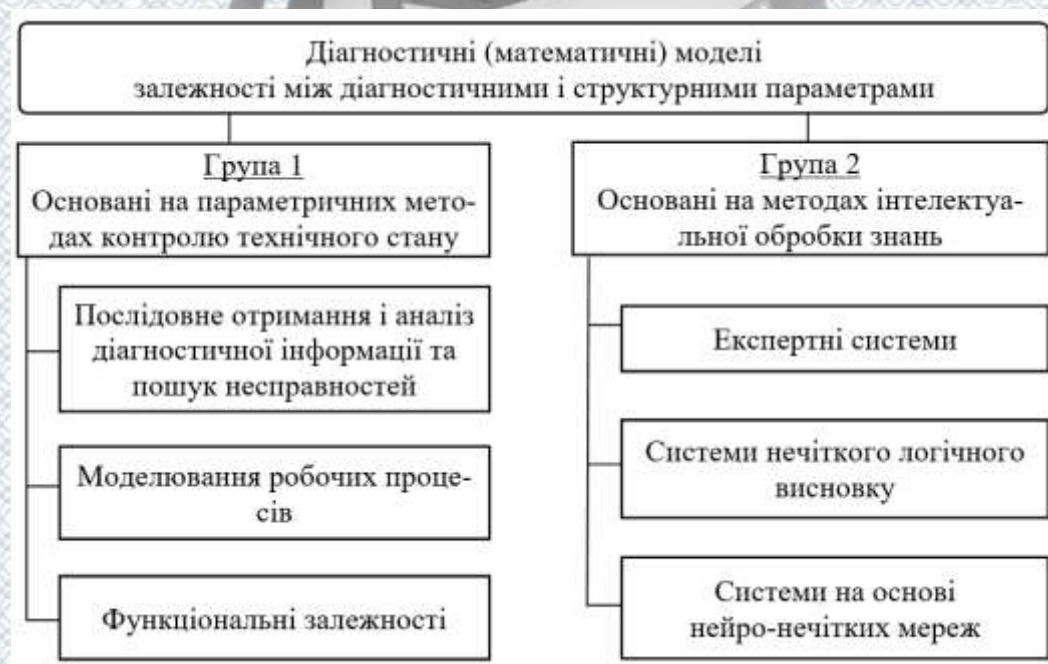 Діагностичні (математичні) моделі
залежності між діагностичними і структурними параметрами
Група 1
Основані на параметричних мето-
дах контролю технічного стану
Послідовне отримання і аналіз
діагностичної інформації та
пошук несправностей
Моделювання робочих проце-
сів
Функціональні залежності
Група 2
Основані на методах інтелектуа-
льної обробки знань
Експертні системи
Системи нечіткого логічного
висновку
Системи на основі
нейро-нечітких мереж